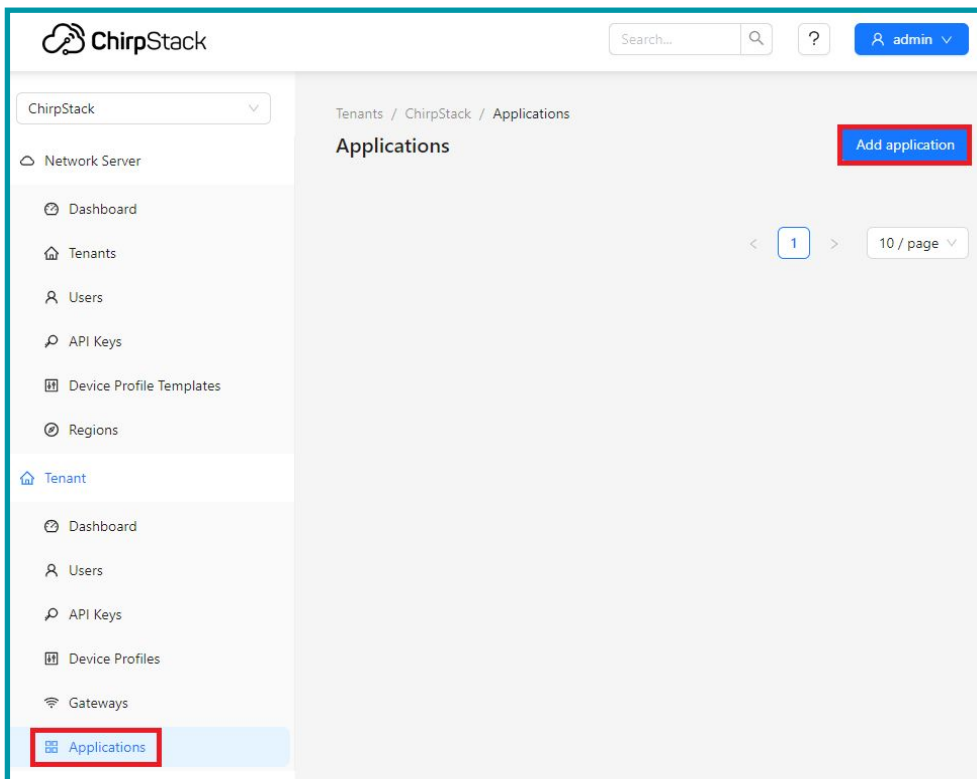 ChirpStack
Search...
?
admin
ChirpStack
Tenants / ChirpStack / Applications
Applications
Add application
Network Server
Dashboard
Tenants
Users
API Keys
Device Profile Templates
Regions
< 1 >
10 / page
Tenant
Dashboard
Users
API Keys
Device Profiles
Gateways
Applications